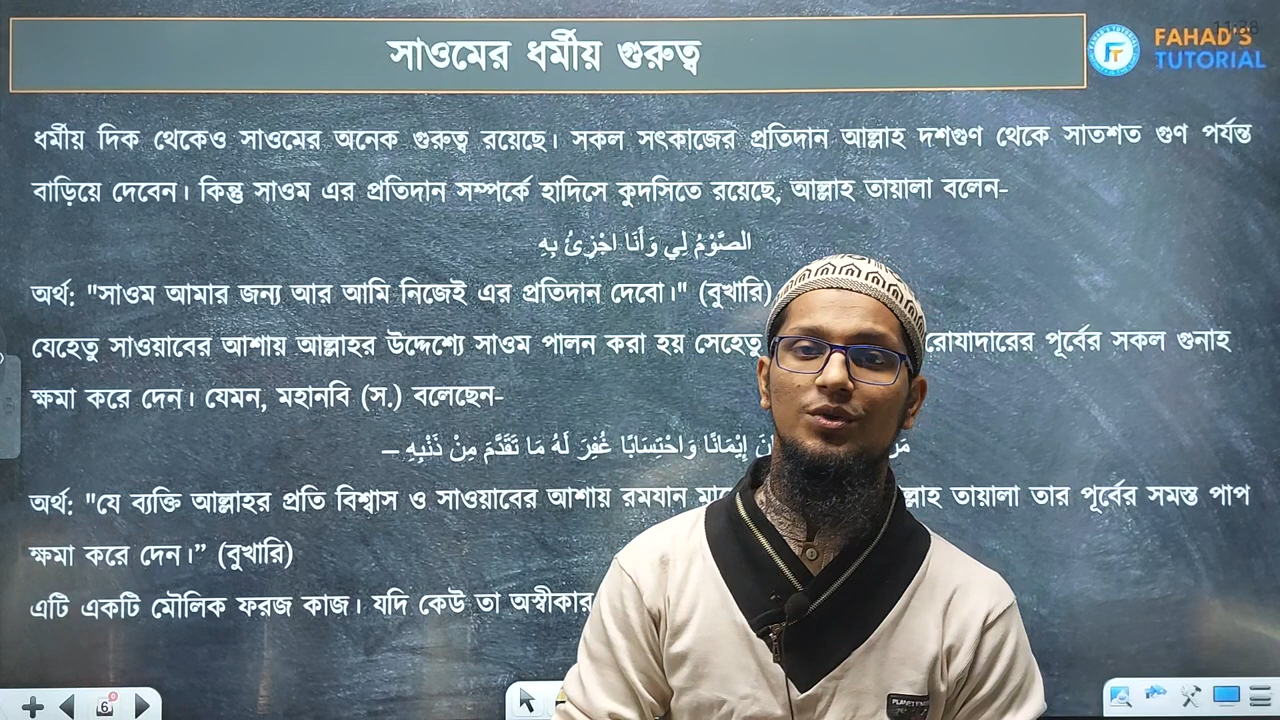 সাওমের ধর্মীয় গুরুত্ব
FAHAD'S
TUTORIAL
ধর্মীয় দিক থেকেও সাওমের অনেক গুরুত্ব রয়েছে। সকল সৎকাজের প্রতিদান আল্লাহ দশগুণ থেকে সাতশত গুণ পর্যন্ত
বাড়িয়ে দেবেন। কিন্তু সাওম এর প্রতিদান সম্পর্কে হাদিসে কুদসিতে রয়েছে, আল্লাহ তায়ালা বলেন-
الصَّوْمُ لِي وَأَنَا اجْزِئُ بِهِ
অর্থ: "সাওম আমার জন্য আর আমি নিজেই এর প্রতিদান দেবো।" (বুখারি)
যেহেতু সাওয়াবের আশায় আল্লাহর উদ্দেশ্যে সাওম পালন করা হয় সেহেতু রোযাদারের পূর্বের সকল গুনাহ
ক্ষমা করে দেন। যেমন, মহানবি (স.) বলেছেন-
إِيْمَانًا وَاحْتَسَابًا غُفِرَ لَهُ مَا تَقَدَّمَ مِنْ ذَنْبِهِ –
অর্থ: "যে ব্যক্তি আল্লাহর প্রতি বিশ্বাস ও সাওয়াবের আশায় রমযান তায়ালা তার পূর্বের সমস্ত পাপ
ক্ষমা করে দেন।” (বুখারি)
এটি একটি মৌলিক ফরজ কাজ। যদি কেউ তা অস্বীকার
6